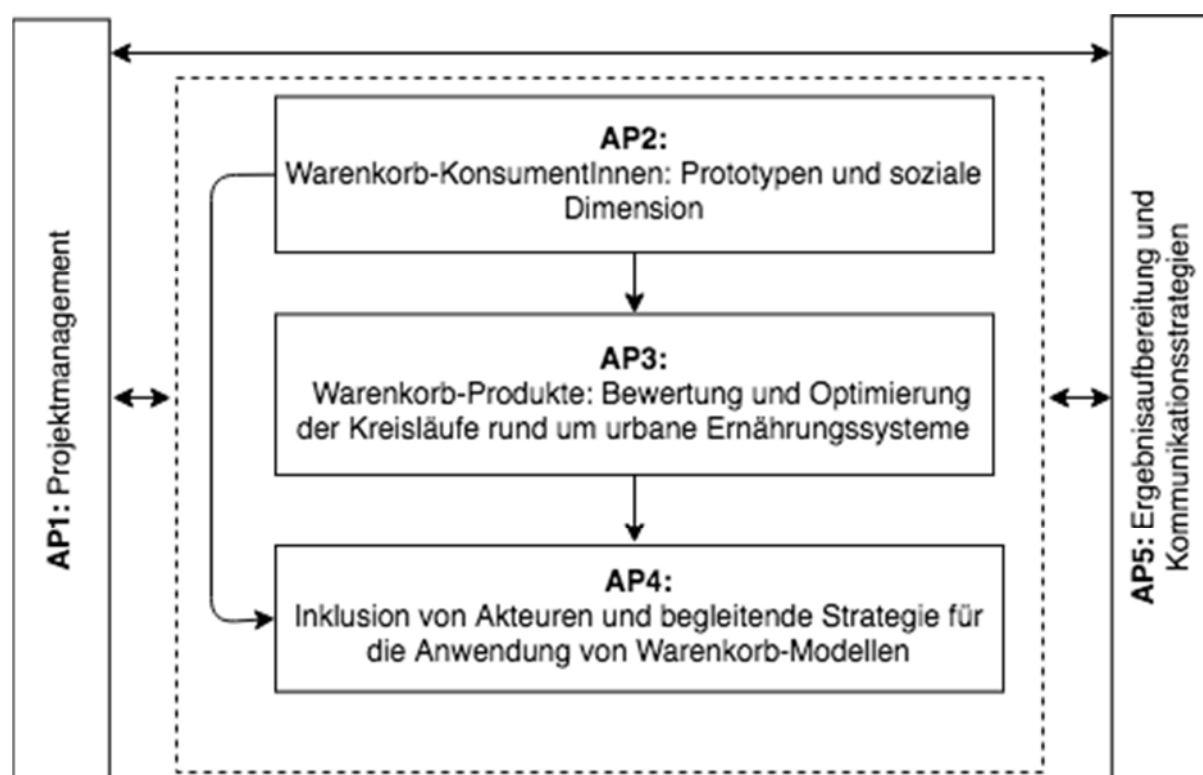 AP1: Projektmanagement
AP2:
Warenkorb-KonsumentInnen: Prototypen und soziale
Dimension
AP3:
Warenkorb-Produkte: Bewertung und Optimierung
der Kreisläufe rund um urbane Ernährungssysteme
AP4:
Inklusion von Akteuren und begleitende Strategie für
die Anwendung von Warenkorb-Modellen
AP5: Ergebnisaufbereitung und
Kommunikationsstrategien